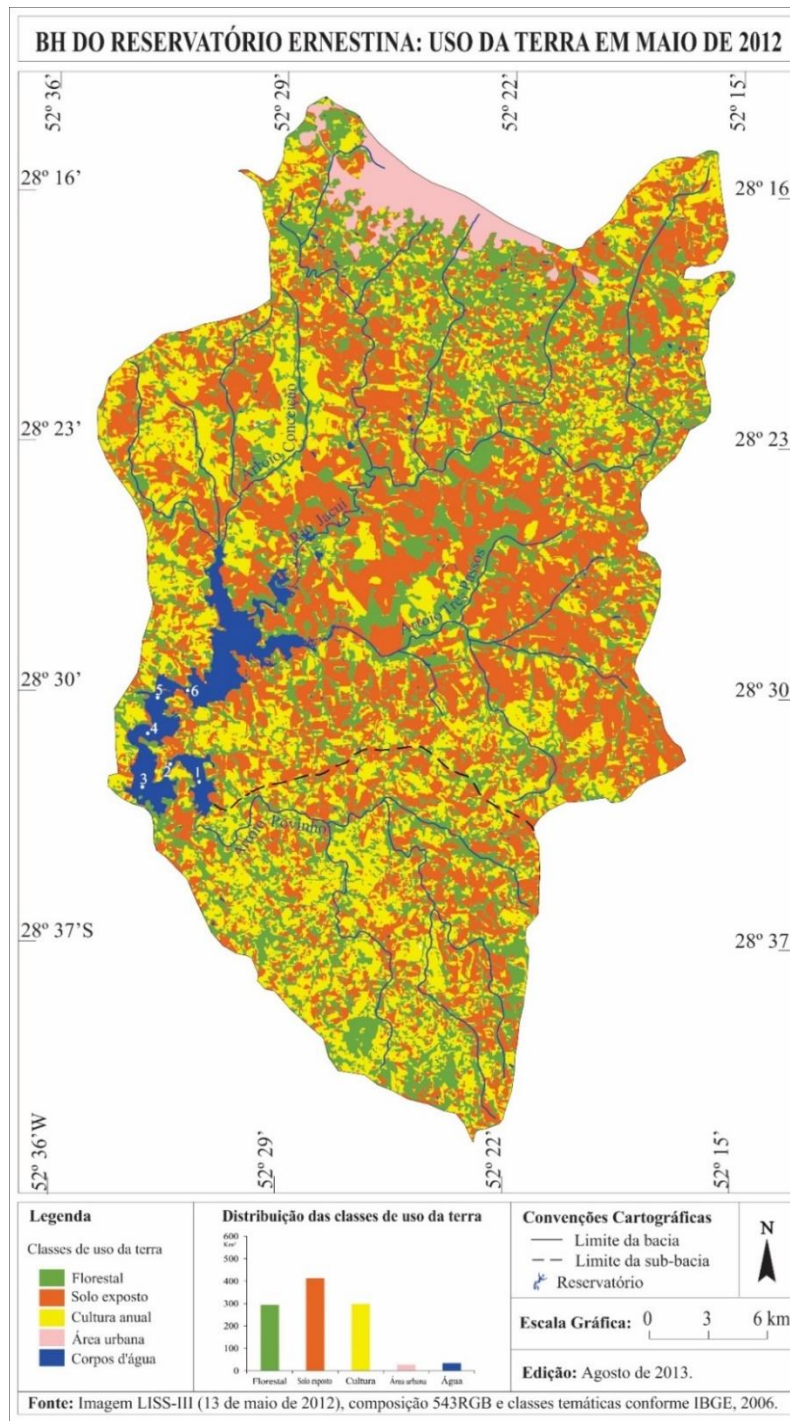 BH DO RESERVATÓRIO ERNESTINA: USO DA TERRA EM MAIO DE 2012
52º 36'
52º 29'
52º 22'
52º 15'
28º 16'
28º 16'
28º 23'
28º 23'
Arroio Conceição
Rio Jacuí
Arroio Três Passos
28º 30'
28º 30'
5
6
4
3
2
1
Arroio Povinho
28º 37'S
28º 37'
52º 36'W
52º 29'
52º 22'
52º 15'
Legenda
Classes de uso da terra
Florestal
Solo exposto
Cultura anual
Área urbana
Corpos d'água
Distribuição das classes de uso da terra
600
Km²
500
400
300
200
100
0
Florestal Solo exposto Cultura Área urbana Água
Convenções Cartográficas
Limite da bacia
Limite da sub-bacia
Reservatório
N
Escala Gráfica: 0 3 6 km
Edição: Agosto de 2013.
Fonte: Imagem LISS-III (13 de maio de 2012), composição 543RGB e classes temáticas conforme IBGE, 2006.